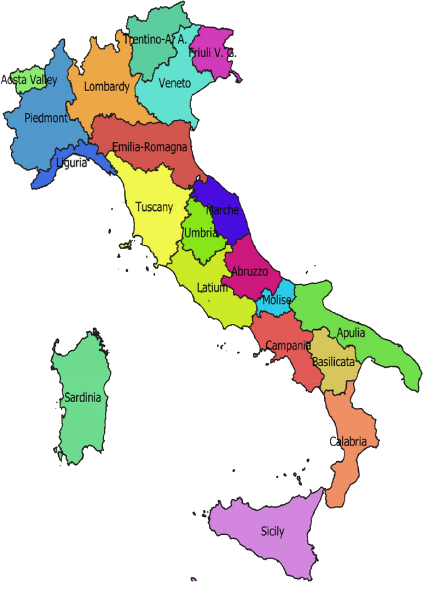 Trentino-A. A.
Friuli V. G.
Aosta Valley
Lombardy
Veneto
Piedmont
Emilia-Romagna
Liguria
Tuscany
Marche
Umbria
Abruzzo
Latium
Molise
Apulia
Campania
Basilicata
Sardinia
Calabria
Sicily